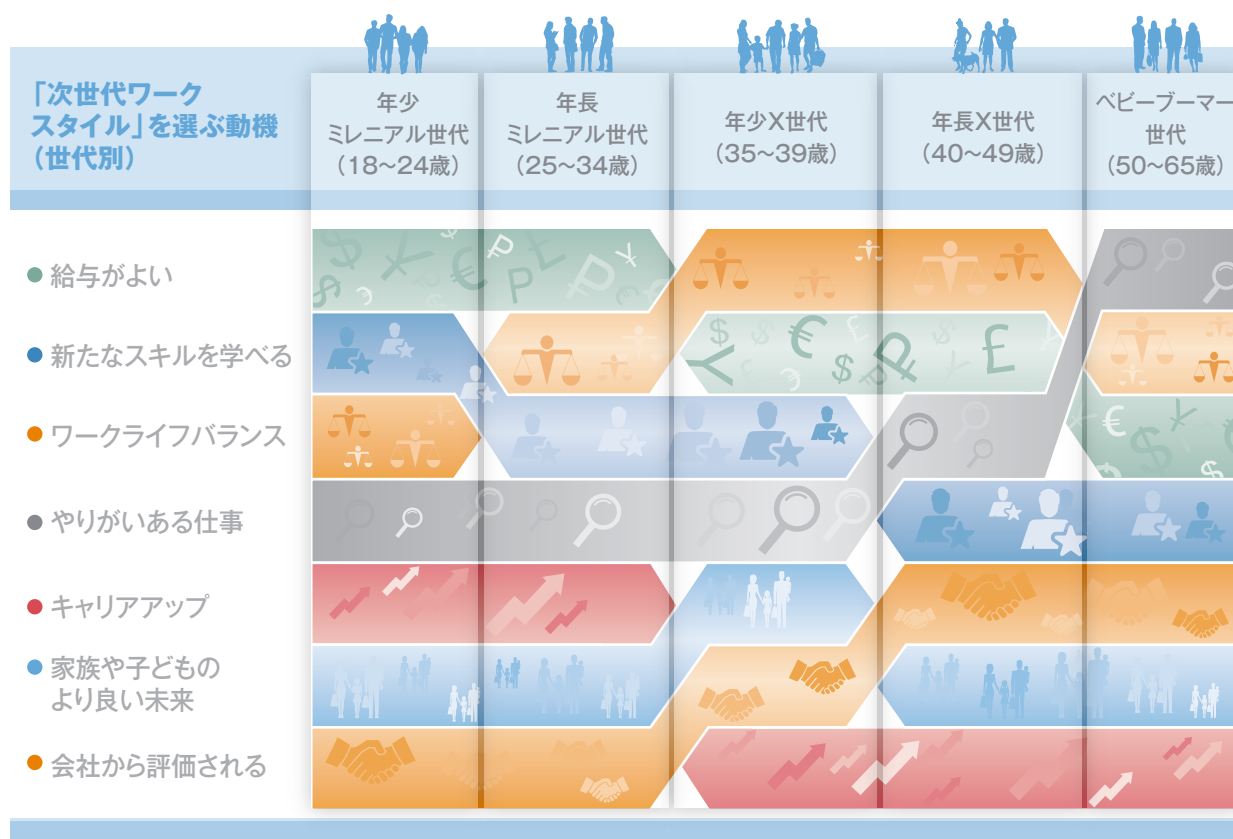 「次世代ワーク
スタイル」を選ぶ動機
(世代別)
年少
ミレニアル世代
(18〜24歳)
年長
ミレニアル世代
(25〜34歳)
年少X世代
(35〜39歳)
年長X世代
(40〜49歳)
ベビーブーマー
世代
(50〜65歳)
給与がよい
新たなスキルを学べる
ワークライフバランス
やりがいある仕事
キャリアアップ
家族や子どもの
より良い未来
会社から評価される